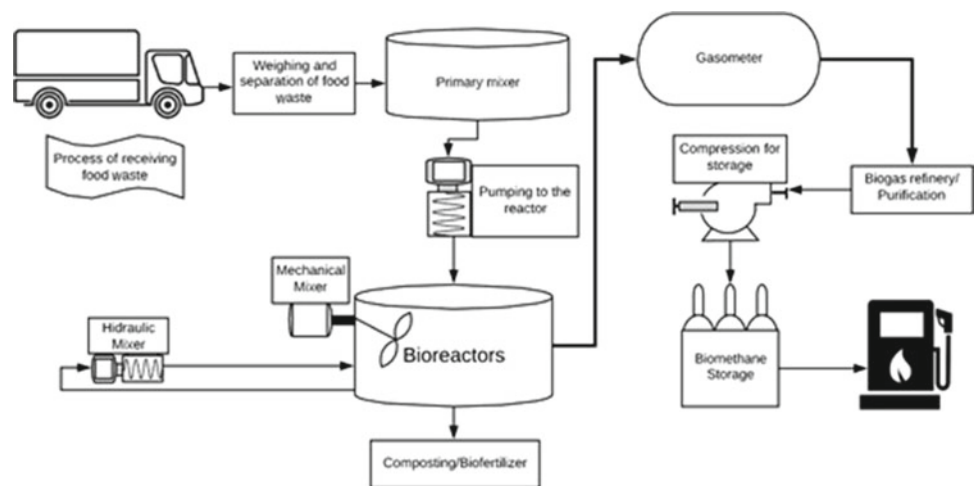 Process of receiving
food waste
Weighing and
separation of food
waste
Primary mixer
Pumping to the
reactor
Mechanical
Mixer
Hidraulic
Mixer
Bioreactors
Composting/Biofertilizer
Gasometer
Biogas refinery/
Purification
Compression for
storage
Biomethane
Storage